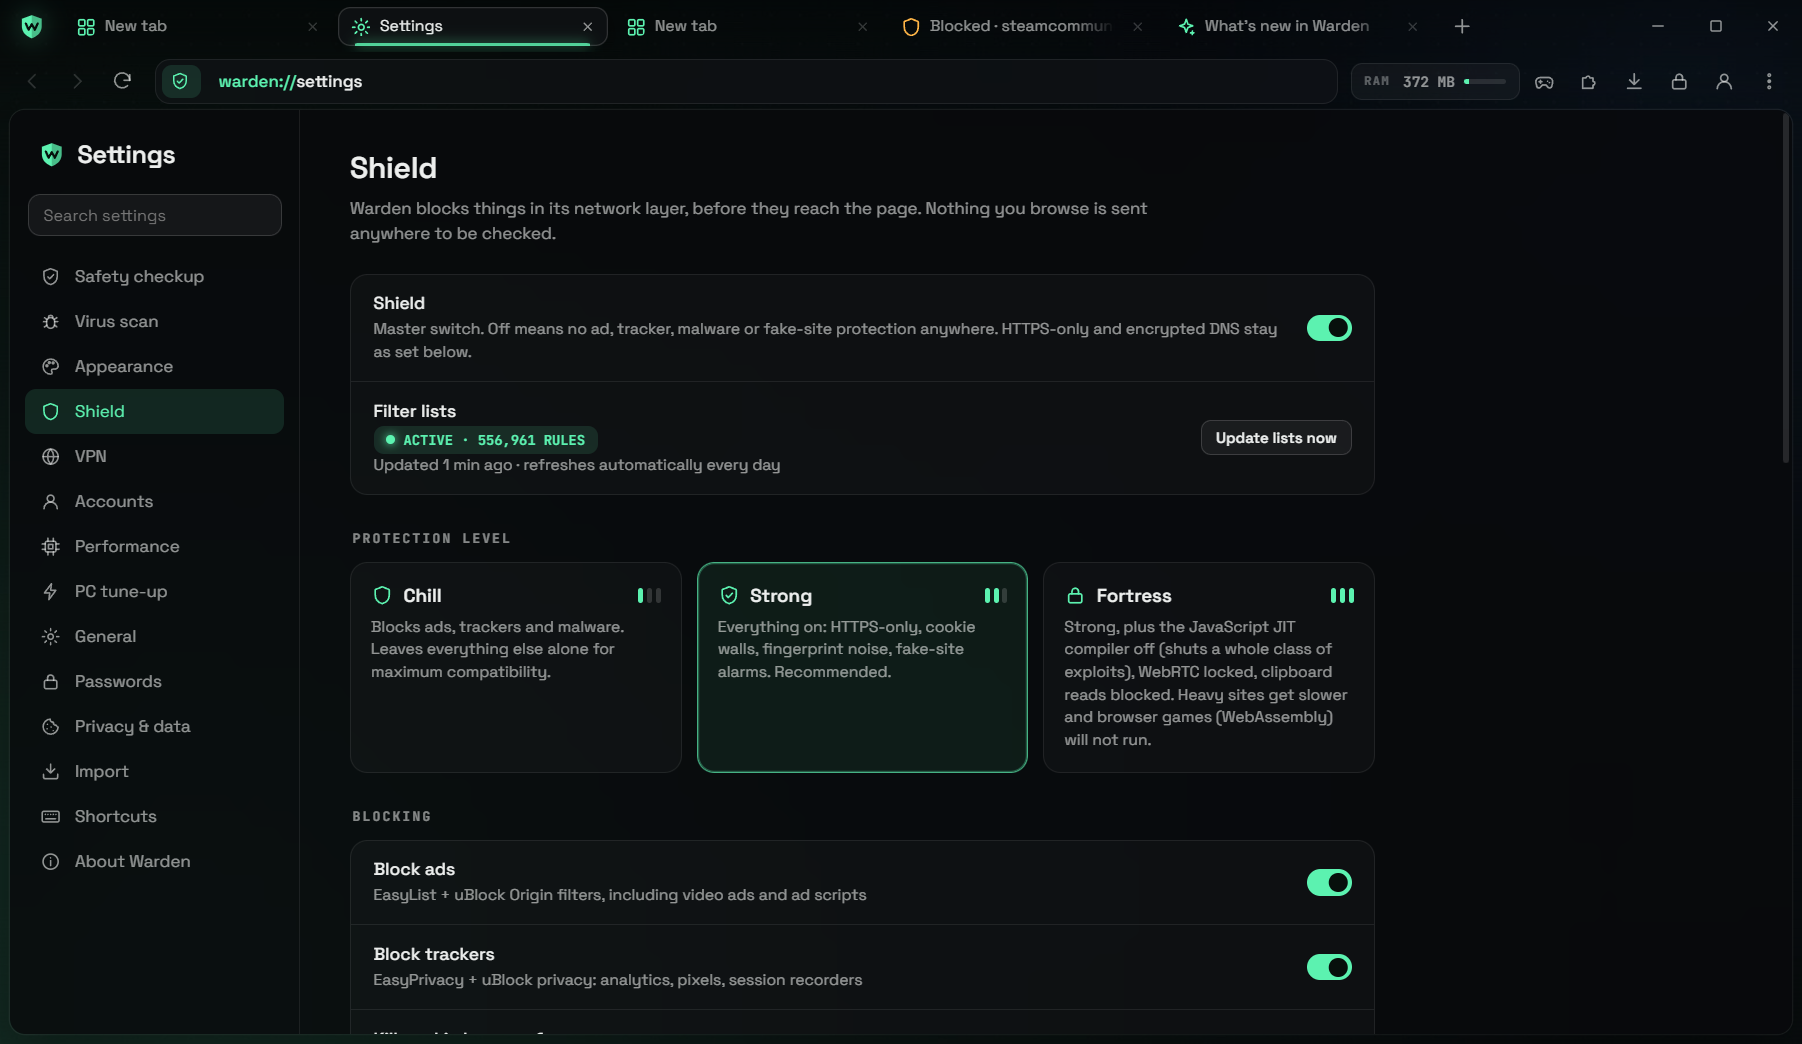 New tab
Settings
New tab
Blocked · steamcommun
What's new in Warden
warden://settings
RAM 372 MB
Settings
Search settings
Safety checkup
Virus scan
Appearance
Shield
VPN
Accounts
Performance
PC tune-up
General
Passwords
Privacy & data
Import
Shortcuts
About Warden
Shield
Warden blocks things in its network layer, before they reach the page. Nothing you browse is sent
anywhere to be checked.
Shield
Master switch. Off means no ad, tracker, malware or fake-site protection anywhere. HTTPS-only and encrypted DNS stay
as set below.
Filter lists
ACTIVE · 556,961 RULES
Updated 1 min ago · refreshes automatically every day
Update lists now
PROTECTION LEVEL
Chill
Blocks ads, trackers and malware.
Leaves everything else alone for
maximum compatibility.
Strong
Everything on: HTTPS-only, cookie
walls, fingerprint noise, fake-site
alarms. Recommended.
Fortress
Strong, plus the JavaScript JIT
compiler off (shuts a whole class of
exploits), WebRTC locked, clipboard
reads blocked. Heavy sites get slower
and browser games (WebAssembly)
will not run.
BLOCKING
Block ads
EasyList + uBlock Origin filters, including video ads and ad scripts
Block trackers
EasyPrivacy + uBlock privacy: analytics, pixels, session recorders